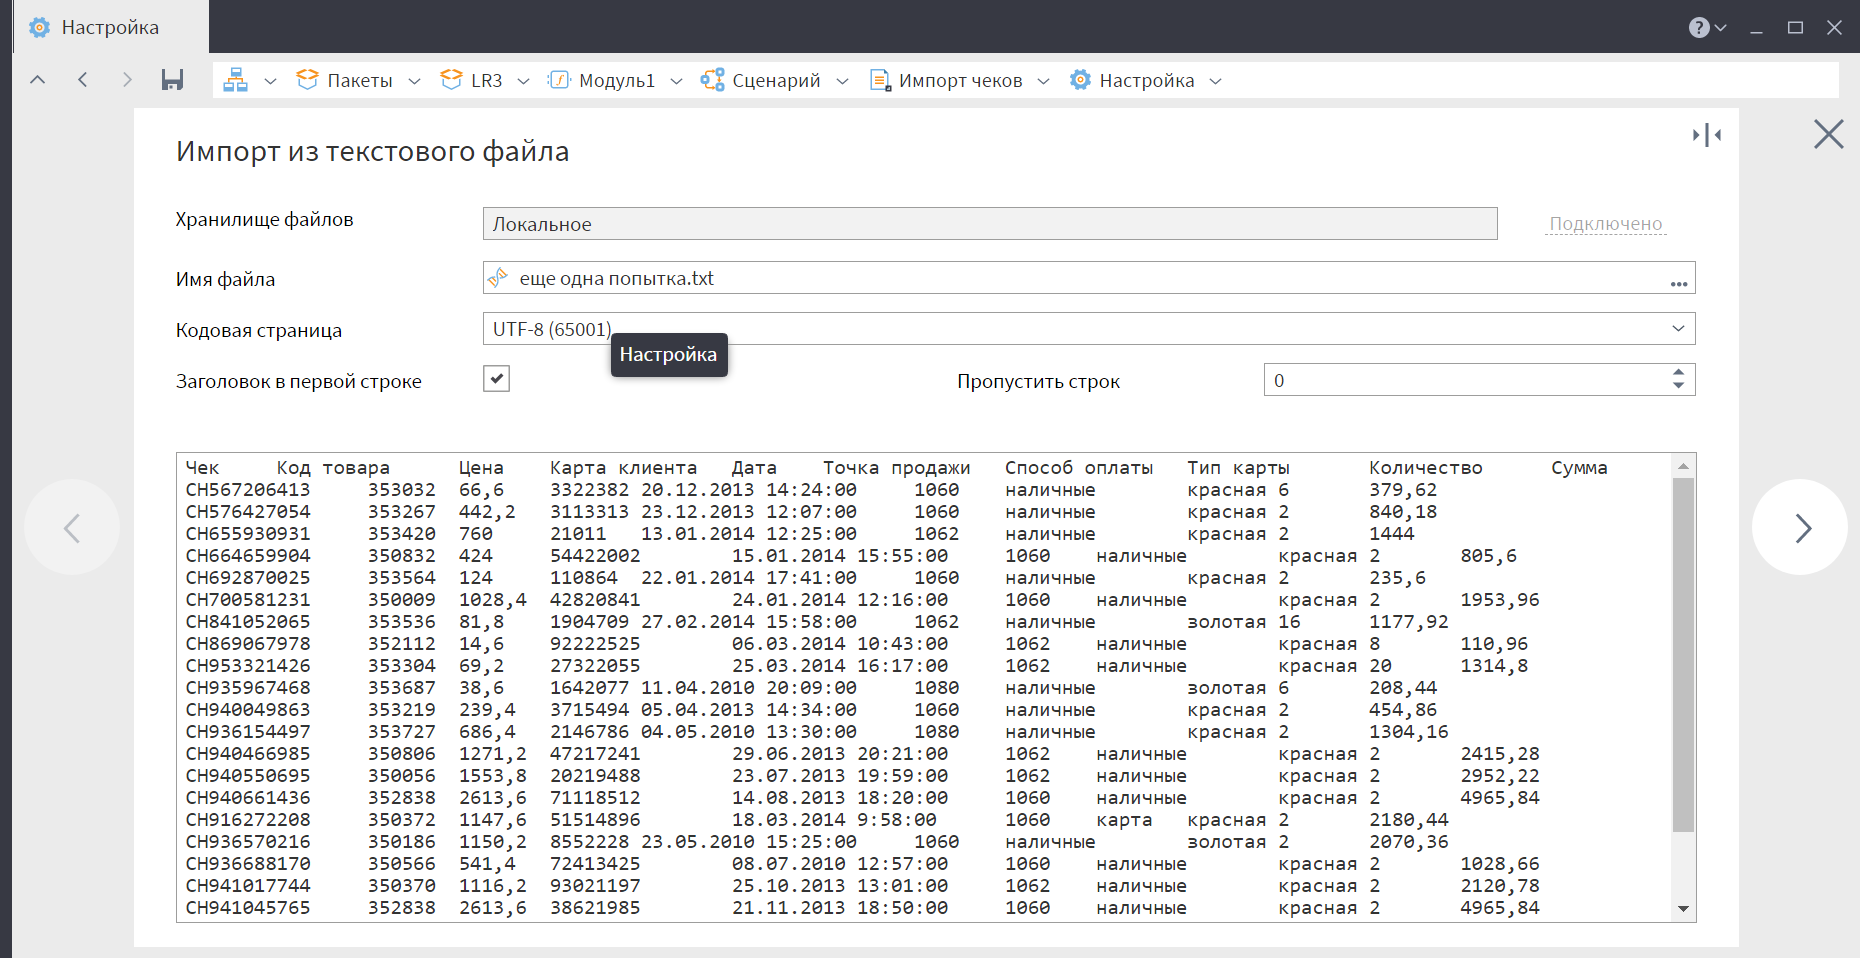 Настройка
Пакеты LR3 Модуль1 Сценарий Импорт чеков Настройка
Импорт из текстового файла
Хранилище файлов Локальное Подключено
Имя файла еще одна попытка.txt ...
Кодовая страница UTF-8 (65001)
Настройка
Заголовок в первой строке Пропустить строк 0
Чек Код товара Цена Карта клиента Дата Точка продажи Способ оплаты Тип карты Количество Сумма
CH567206413 353032 66,6 3322382 20.12.2013 14:24:00 1060 наличные красная 6 379,62
CH576427054 353267 442,2 3113313 23.12.2013 12:07:00 1060 наличные красная 2 840,18
CH655930931 353420 760 21011 13.01.2014 12:25:00 1062 наличные красная 2 1444
CH664659904 350832 424 54422002 15.01.2014 15:55:00 1060 наличные красная 2 805,6
CH692870025 353564 124 110864 22.01.2014 17:41:00 1060 наличные красная 2 235,6
CH700581231 350009 1028,4 42820841 24.01.2014 12:16:00 1060 наличные красная 2 1953,96
CH841052065 353536 81,8 1904709 27.02.2014 15:58:00 1062 наличные золотая 16 1177,92
CH869067978 352112 14,6 92222525 06.03.2014 10:43:00 1062 наличные красная 8 110,96
CH953321426 353304 69,2 27322055 25.03.2014 16:17:00 1062 наличные красная 20 1314,8
CH935967468 353687 38,6 1642077 11.04.2010 20:09:00 1080 наличные золотая 6 208,44
CH940049863 353219 239,4 3715494 05.04.2013 14:34:00 1060 наличные красная 2 454,86
CH936154497 353727 686,4 2146786 04.05.2010 13:30:00 1080 наличные красная 2 1304,16
CH940466985 350806 1271,2 47217241 29.06.2013 20:21:00 1062 наличные красная 2 2415,28
CH940550695 350056 1553,8 20219488 23.07.2013 19:59:00 1062 наличные красная 2 2952,22
CH940661436 352838 2613,6 71118512 14.08.2013 18:20:00 1060 наличные красная 2 4965,84
CH916272208 350372 1147,6 51514896 18.03.2014 9:58:00 1060 карта красная 2 2180,44
CH936570216 350186 1150,2 8552228 23.05.2010 15:25:00 1060 наличные золотая 2 2070,36
CH936688170 350566 541,4 72413425 08.07.2010 12:57:00 1060 наличные красная 2 1028,66
CH941017744 350370 1116,2 93021197 25.10.2013 13:01:00 1062 наличные красная 2 2120,78
CH941045765 352838 2613,6 38621985 21.11.2013 18:50:00 1060 наличные красная 2 4965,84